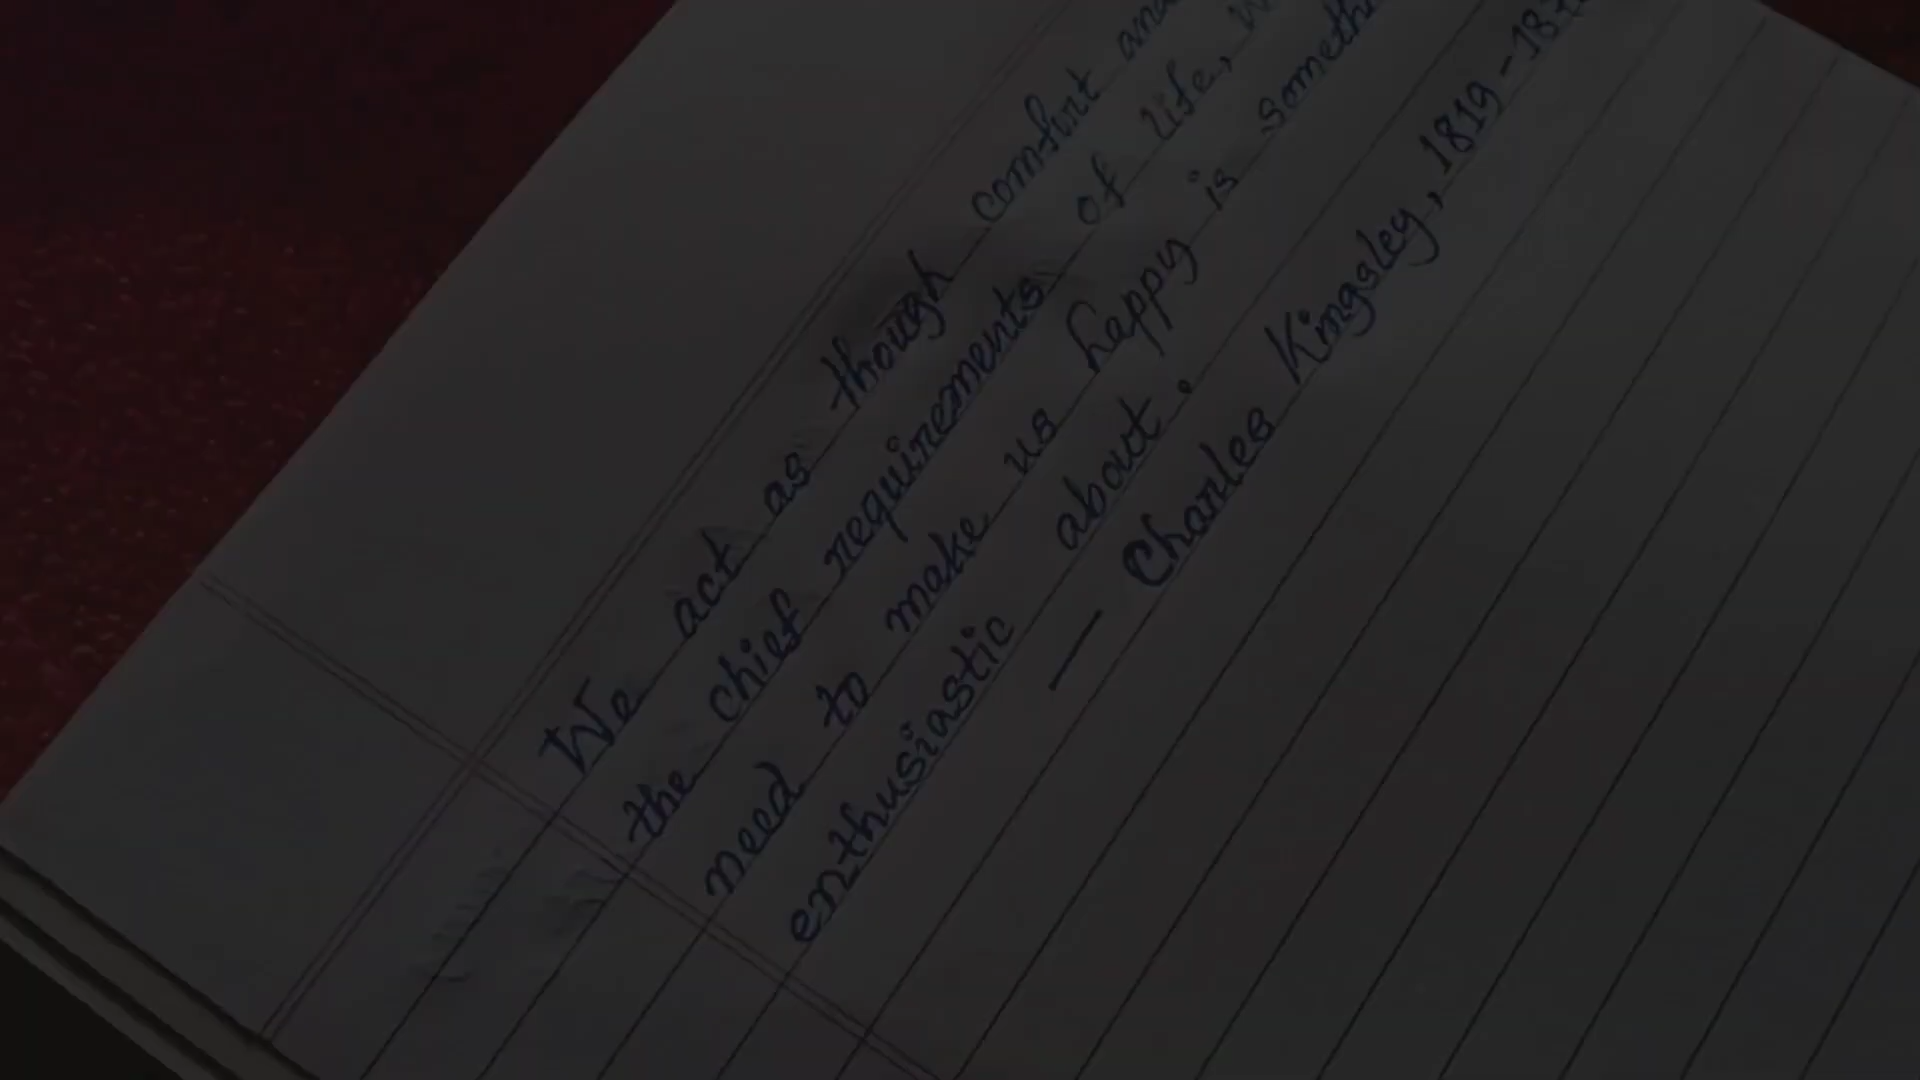 We act as though comfort and
the chief requirements of life,
need to make us happy is
enthusiastic about.
— Charles Kingsley, 1819-